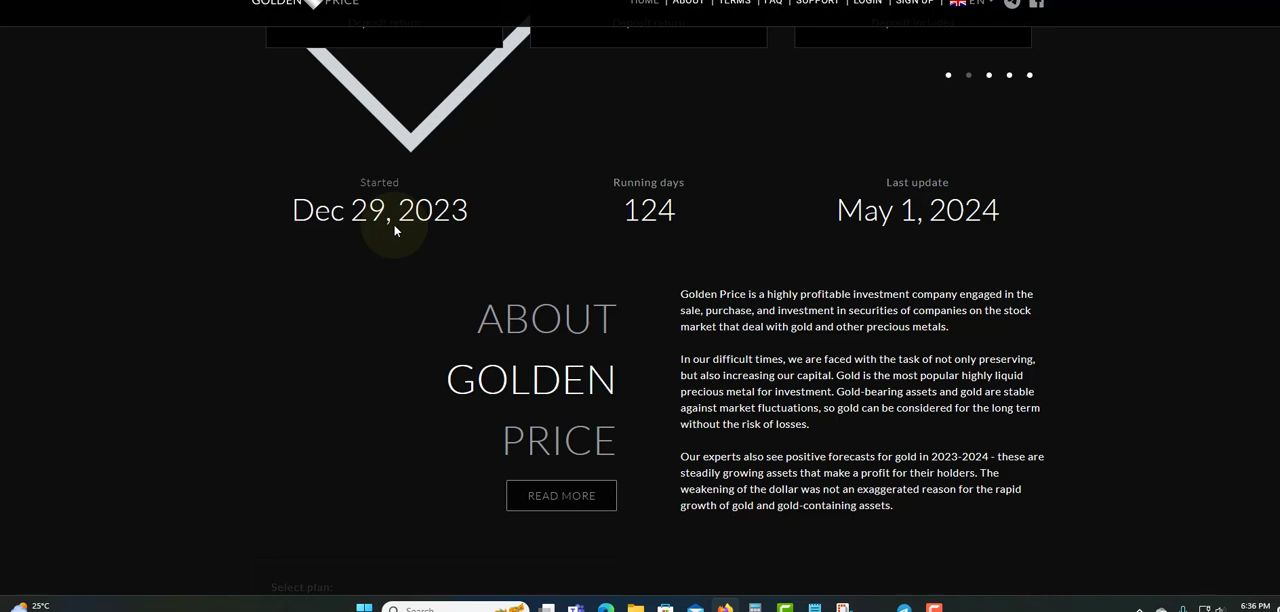 GOLDEN PRICE
HOME | ABOUT | TERMS | FAQ | SUPPORT | LOGIN | SIGN UP | EN
Deposit return Deposit return Deposit includes
Started Running days Last update
Dec 29, 2023 124 May 1, 2024
ABOUT
GOLDEN
PRICE
READ MORE
Golden Price is a highly profitable investment company engaged in the
sale, purchase, and investment in securities of companies on the stock
market that deal with gold and other precious metals.
In our difficult times, we are faced with the task of not only preserving,
but also increasing our capital. Gold is the most popular highly liquid
precious metal for investment. Gold-bearing assets and gold are stable
against market fluctuations, so gold can be considered for the long term
without the risk of losses.
Our experts also see positive forecasts for gold in 2023-2024 - these are
steadily growing assets that make a profit for their holders. The
weakening of the dollar was not an exaggerated reason for the rapid
growth of gold and gold-containing assets.
Select plan:
25°C Search 6:36 PM